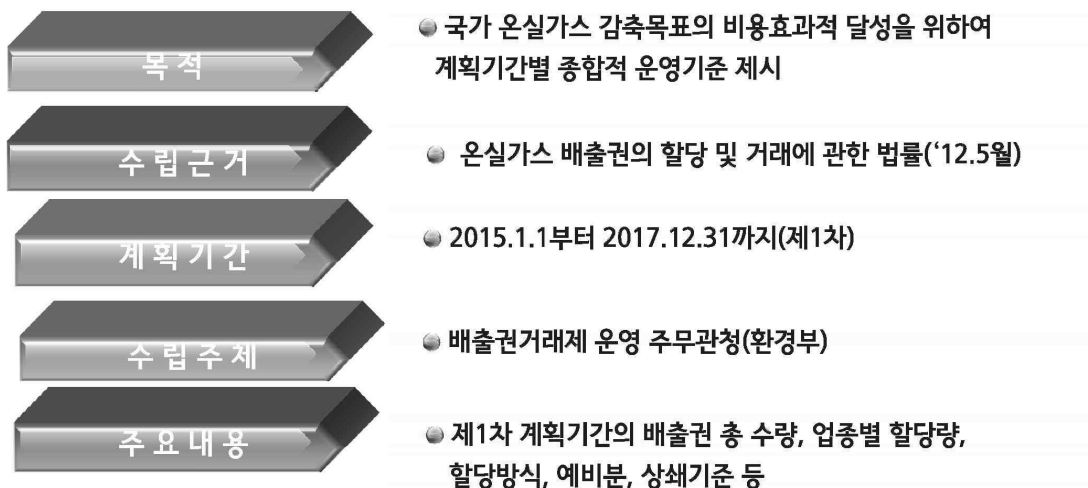 목 적
● 국가 온실가스 감축목표의 비용효과적 달성을 위하여
계획기간별 종합적 운영기준 제시
수 립 근 거
● 온실가스 배출권의 할당 및 거래에 관한 법률(‘12.5월)
계 획 기 간
● 2015.1.1부터 2017.12.31까지(제1차)
수 립 주 체
● 배출권거래제 운영 주무관청(환경부)
주 요 내 용
● 제1차 계획기간의 배출권 총 수량, 업종별 할당량,
할당방식, 예비분, 상쇄기준 등